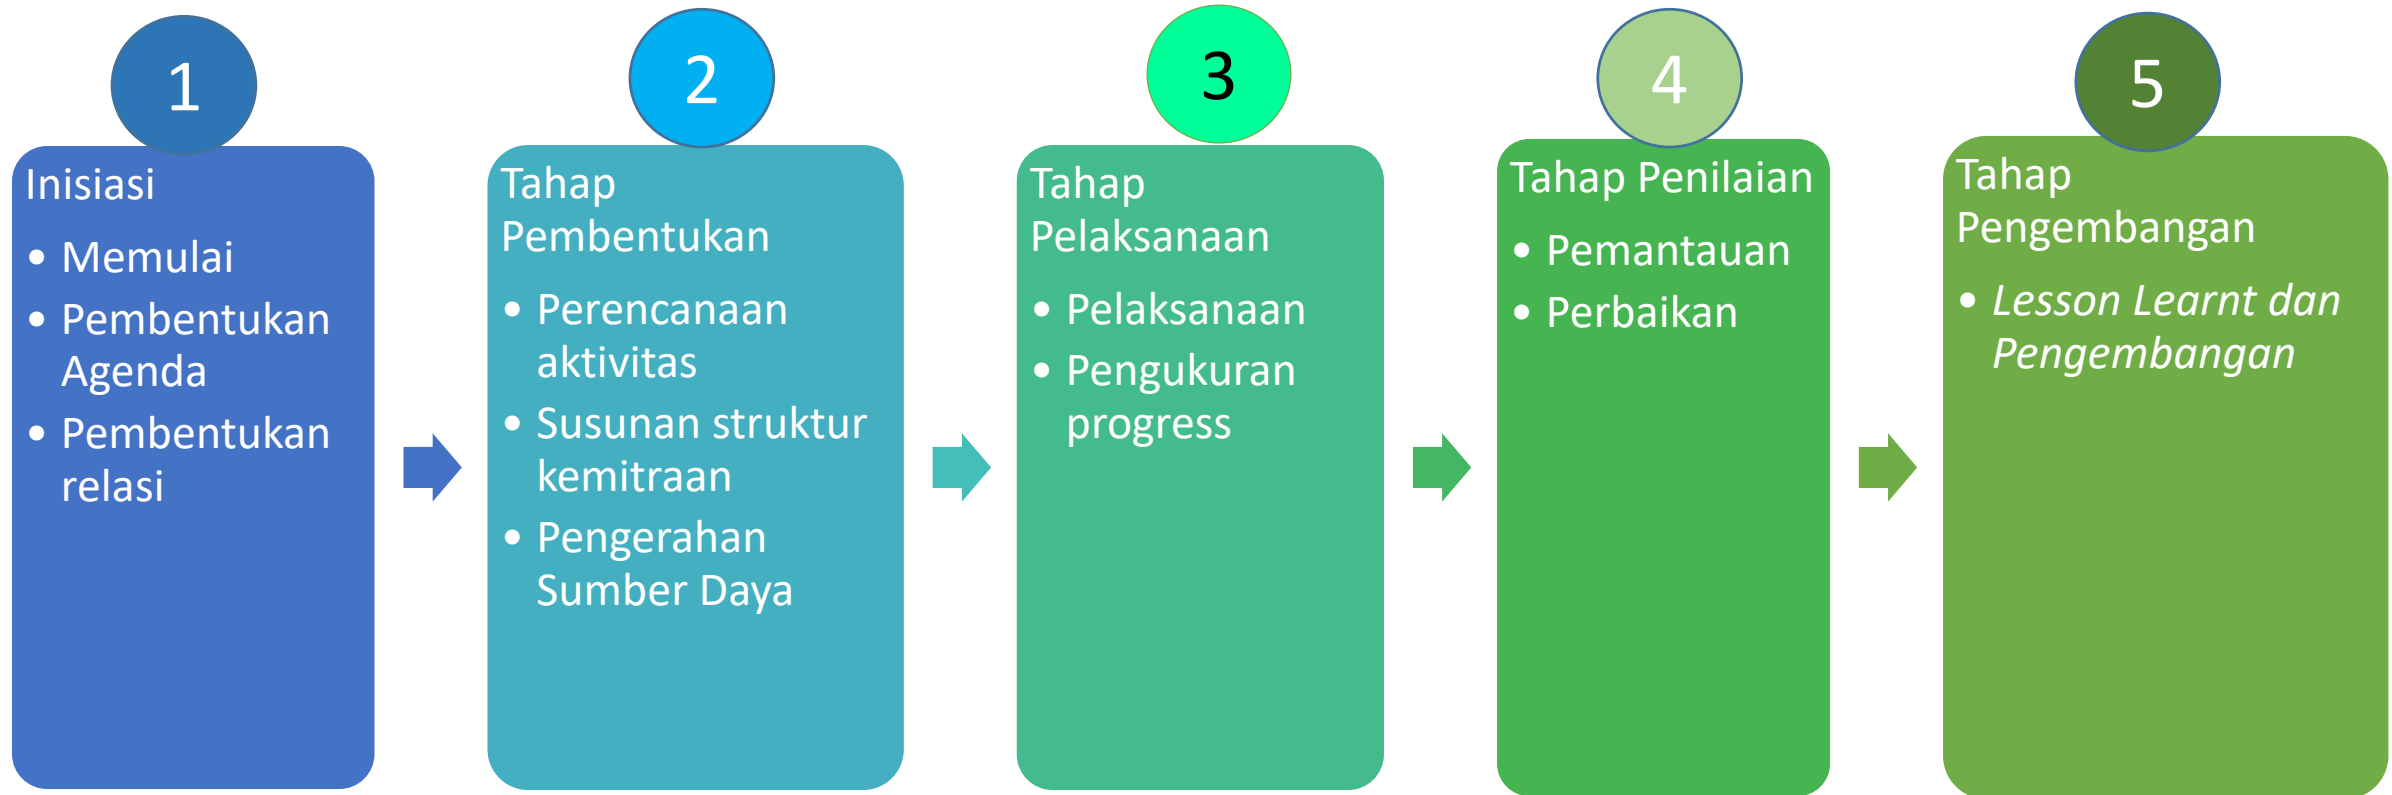 1
Inisiasi
• Memulai
• Pembentukan
Agenda
• Pembentukan
relasi
2
Tahap
Pembentukan
• Perencanaan
aktivitas
• Susunan struktur
kemitraan
• Pengerahan
Sumber Daya
3
Tahap
Pelaksanaan
• Pelaksanaan
• Pengukuran
progress
4
Tahap Penilaian
• Pemantauan
• Perbaikan
5
Tahap
Pengembangan
• Lesson Learnt dan
Pengembangan